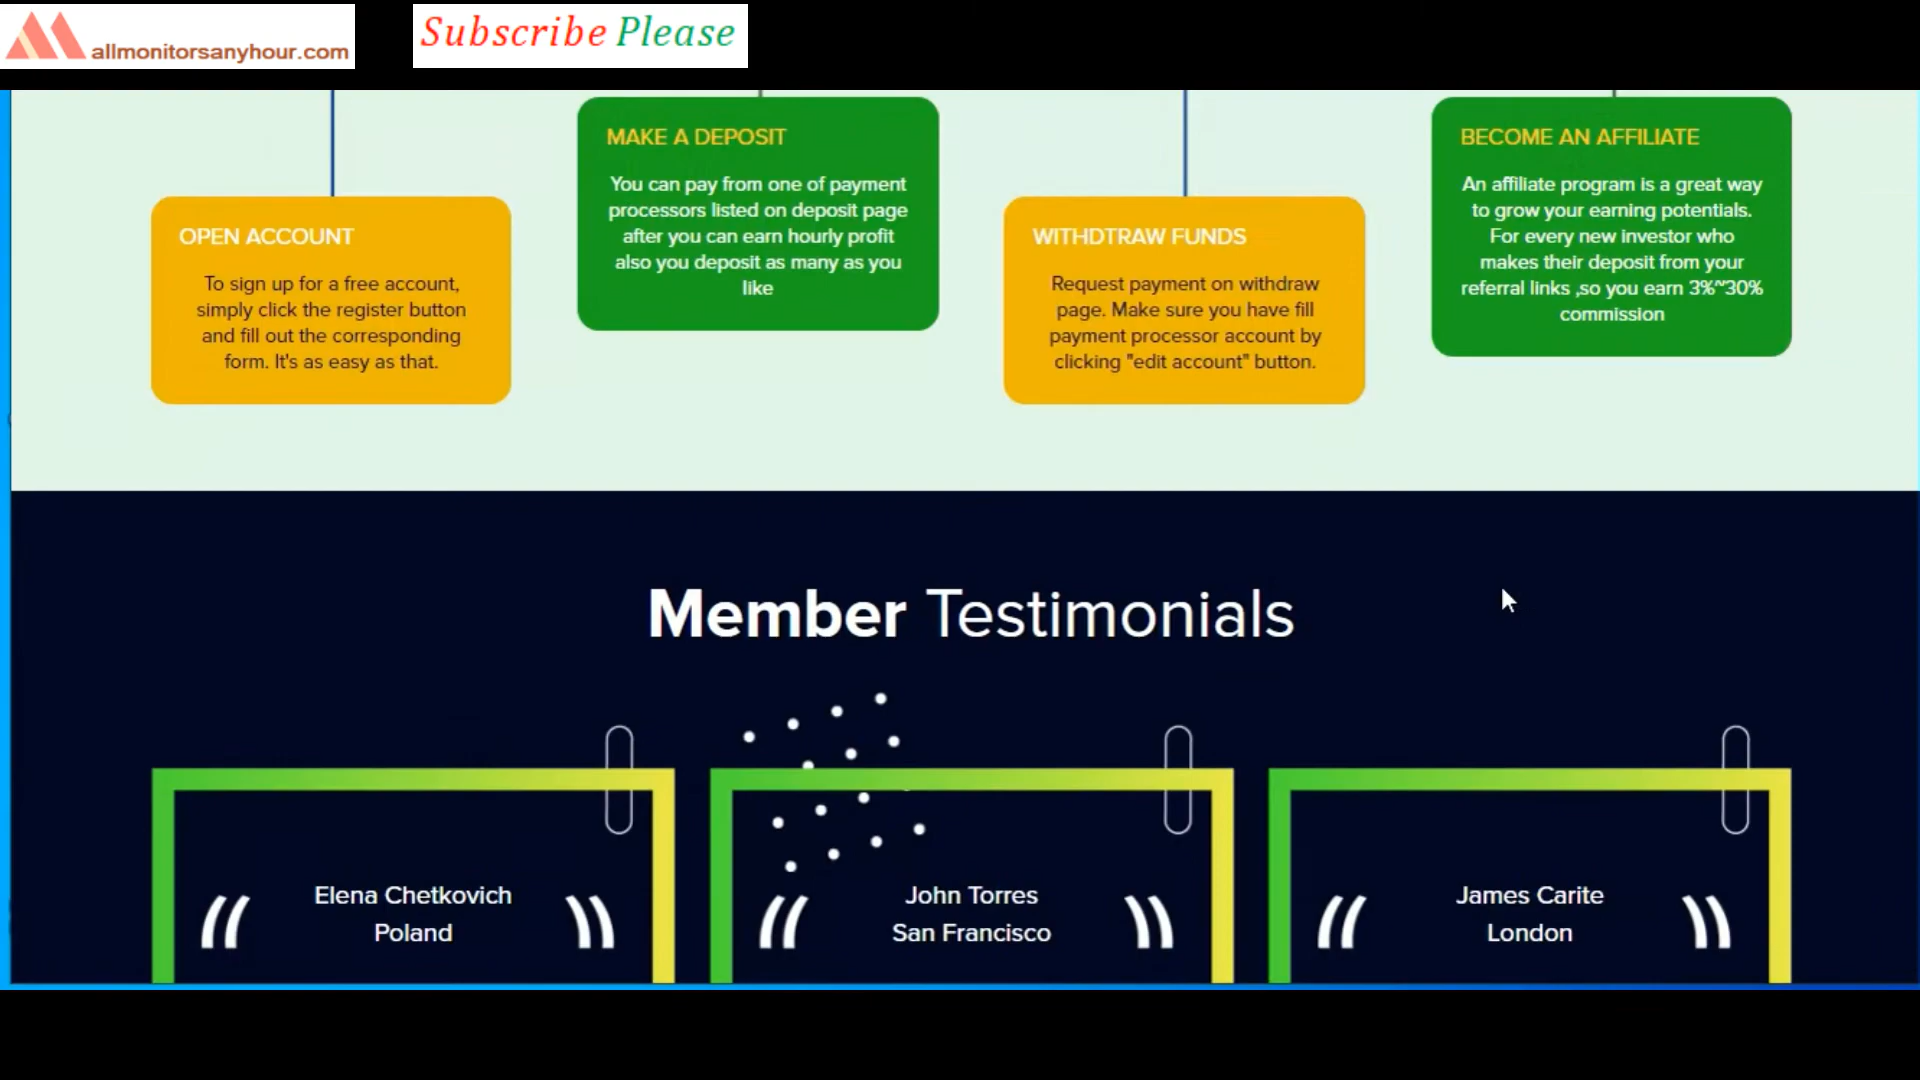 allmonitorsanyhour.com
Subscribe Please
OPEN ACCOUNT
To sign up for a free account,
simply click the register button
and fill out the corresponding
form. It's as easy as that.
MAKE A DEPOSIT
You can pay from one of payment
processors listed on deposit page
after you can earn hourly profit
also you deposit as many as you
like
WITHDTRAW FUNDS
Request payment on withdraw
page. Make sure you have fill
payment processor account by
clicking "edit account" button.
BECOME AN AFFILIATE
An affiliate program is a great way
to grow your earning potentials.
For every new investor who
makes their deposit from your
referral links ,so you earn 3%~30%
commission
Member Testimonials
Elena Chetkovich
Poland
John Torres
San Francisco
James Carite
London